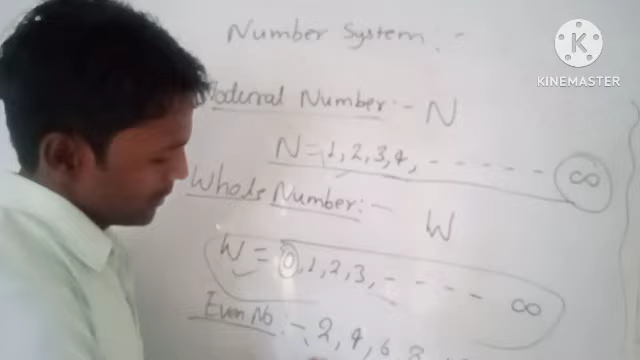 Number System :-
KINEMASTER
Number :- N
N = 1, 2, 3, 4, - - - - - - ∞
Whole Number :- W
W = 0, 1, 2, 3, - - - - - ∞
Even No :- 2, 4, 6, 8